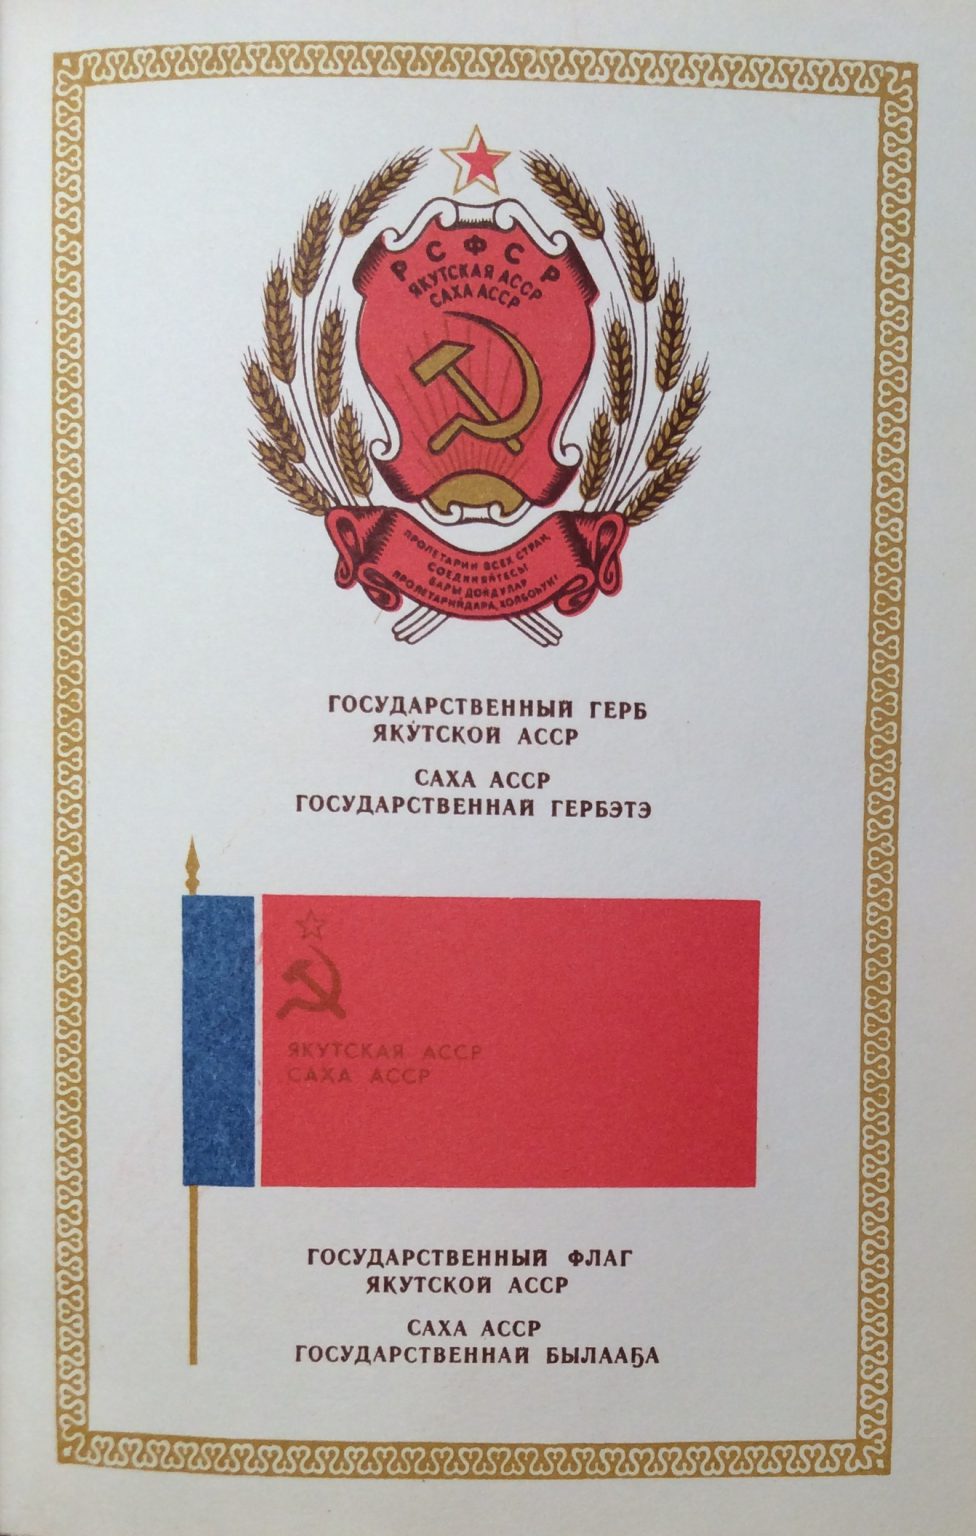 РСФСР
ЯКУТСКАЯ АССР
САХА АССР
ПРОЛЕТАРИИ ВСЕХ СТРАН,
СОЕДИНЯЙТЕСЬ!
БАРЫ ДОЙДУЛАР
ПРОЛЕТАРИЙДАРА, ХОЛБОҺУҤ!
ГОСУДАРСТВЕННЫЙ ГЕРБ
ЯКУТСКОЙ АССР
САХА АССР
ГОСУДАРСТВЕННАЙ ГЕРБЭТЭ
ЯКУТСКАЯ АССР
САХА АССР
ГОСУДАРСТВЕННЫЙ ФЛАГ
ЯКУТСКОЙ АССР
САХА АССР
ГОСУДАРСТВЕННАЙ БЫЛААҔА